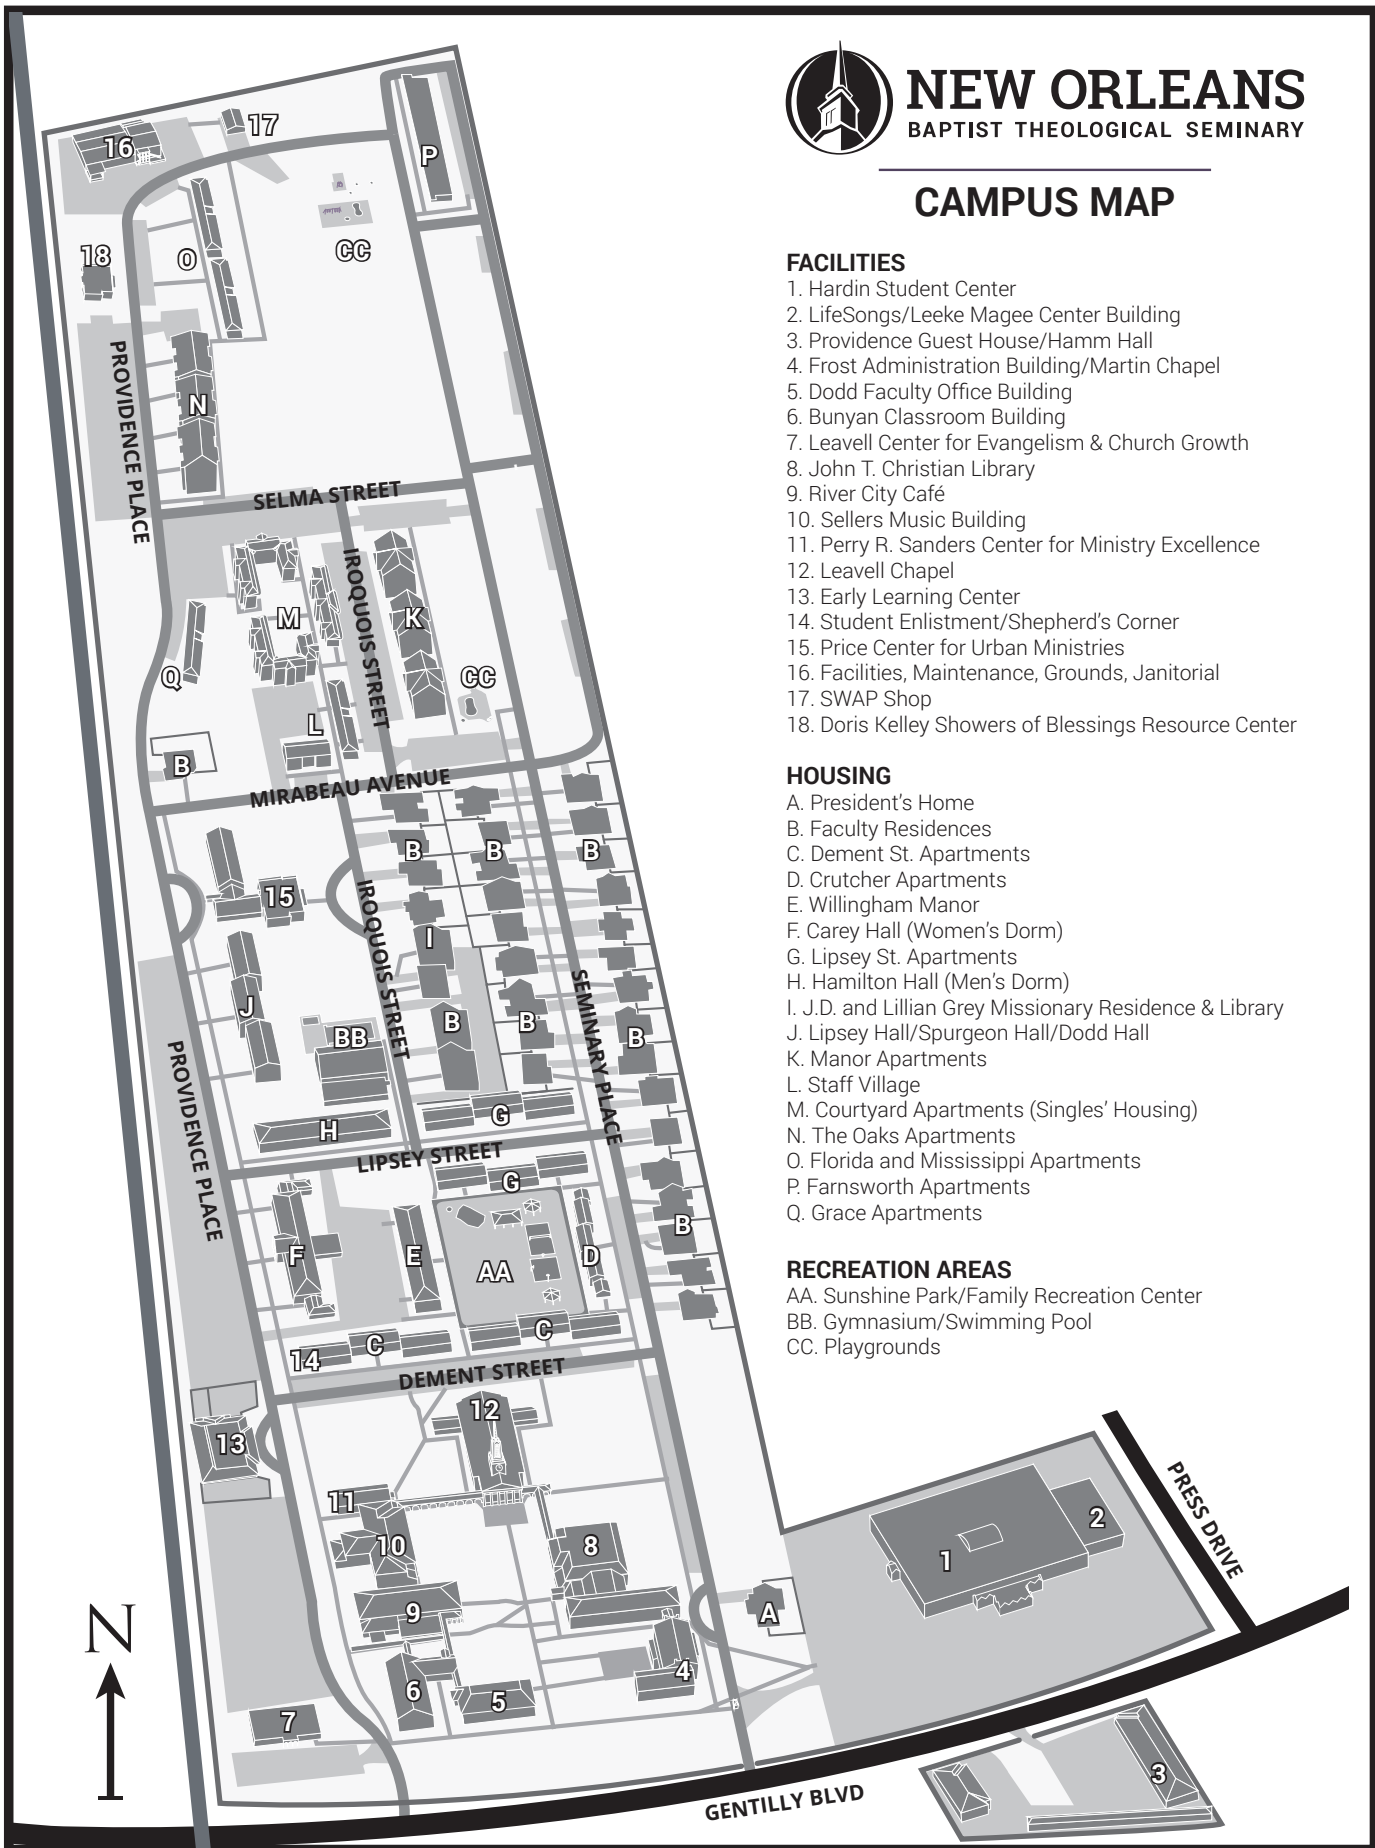 NEW ORLEANS
BAPTIST THEOLOGICAL SEMINARY
CAMPUS MAP
FACILITIES
1. Hardin Student Center
2. LifeSongs/Leeke Magee Center Building
3. Providence Guest House/Hamm Hall
4. Frost Administration Building/Martin Chapel
5. Dodd Faculty Office Building
6. Bunyan Classroom Building
7. Leavell Center for Evangelism & Church Growth
8. John T. Christian Library
9. River City Café
10. Sellers Music Building
11. Perry R. Sanders Center for Ministry Excellence
12. Leavell Chapel
13. Early Learning Center
14. Student Enlistment/Shepherd's Corner
15. Price Center for Urban Ministries
16. Facilities, Maintenance, Grounds, Janitorial
17. SWAP Shop
18. Doris Kelley Showers of Blessings Resource Center
HOUSING
A. President's Home
B. Faculty Residences
C. Dement St. Apartments
D. Crutcher Apartments
E. Willingham Manor
F. Carey Hall (Women's Dorm)
G. Lipsey St. Apartments
H. Hamilton Hall (Men's Dorm)
I. J.D. and Lillian Grey Missionary Residence & Library
J. Lipsey Hall/Spurgeon Hall/Dodd Hall
K. Manor Apartments
L. Staff Village
M. Courtyard Apartments (Singles' Housing)
N. The Oaks Apartments
O. Florida and Mississippi Apartments
P. Farnsworth Apartments
Q. Grace Apartments
RECREATION AREAS
AA. Sunshine Park/Family Recreation Center
BB. Gymnasium/Swimming Pool
CC. Playgrounds
16
17
P
18
O
CC
PROVIDENCE PLACE
N
SELMA STREET
IROQUOIS STREET
M
K
Q
CC
L
B
MIRABEAU AVENUE
B
B
B
15
IROQUOIS STREET
I
SEMINARY PLACE
J
BB
B
B
B
PROVIDENCE PLACE
G
H
LIPSEY STREET
G
F
E
AA
D
B
14
C
C
DEMENT STREET
12
13
11
10
8
9
A
6
5
4
7
1
2
PRESS DRIVE
N
3
GENTILLY BLVD